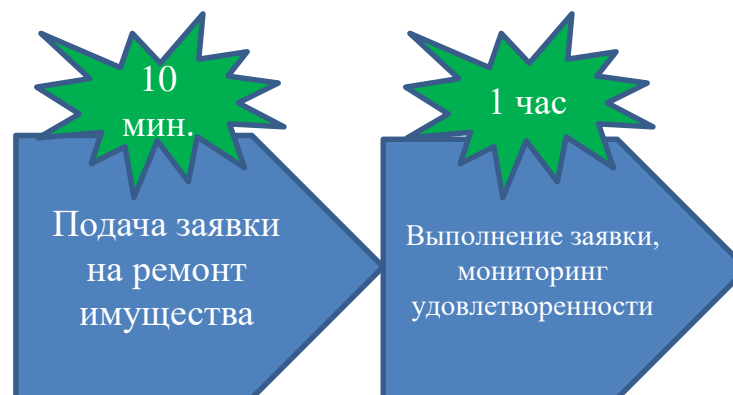 10
мин.
1 час
Подача заявки
на ремонт
имущества
Выполнение заявки,
мониторинг
удовлетворенности